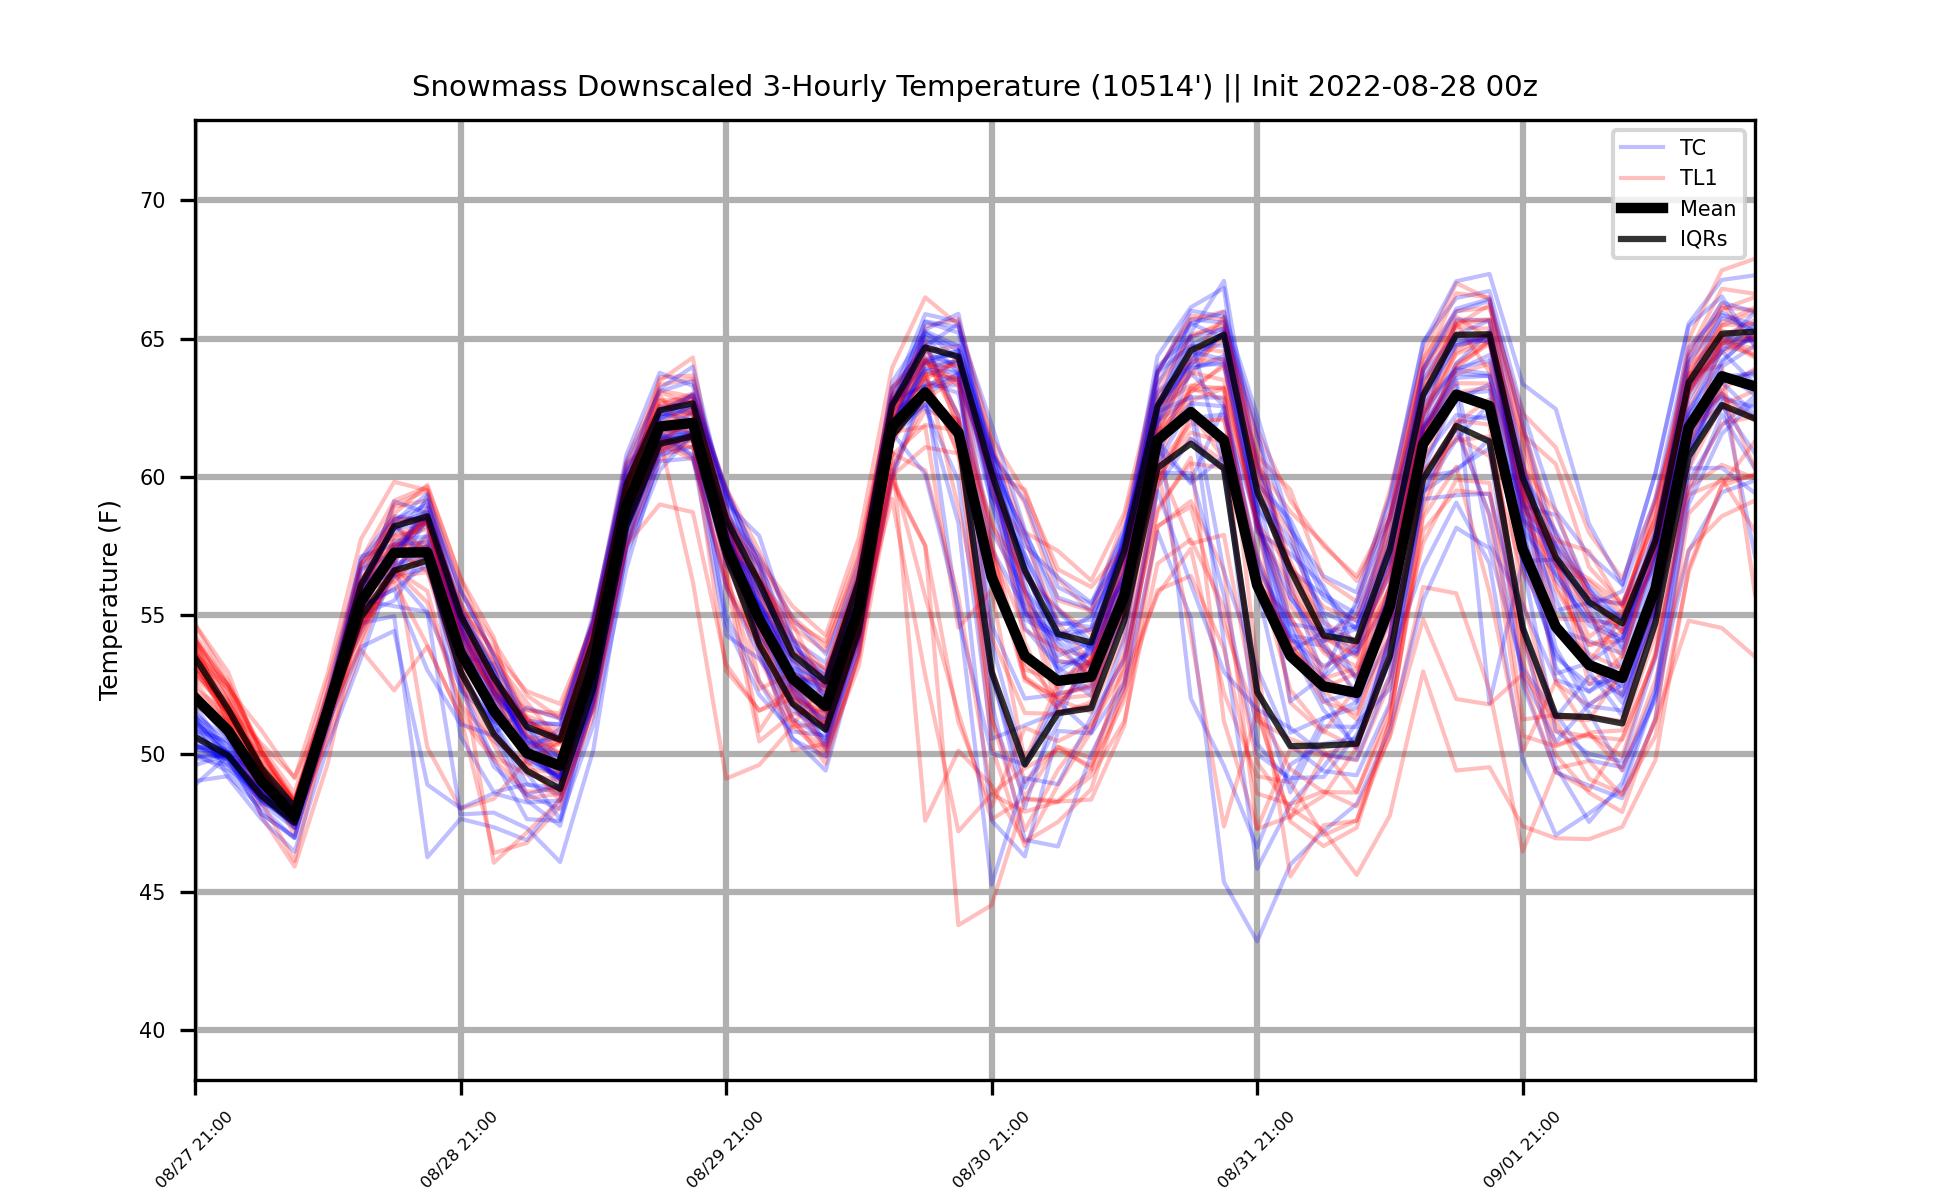 Snowmass Downscaled 3-Hourly Temperature (10514') || Init 2022-08-28 00z
TC
TL1
Mean
IQRs
Temperature (F)
70
65
60
55
50
45
40
08/27 21:00
08/28 21:00
08/29 21:00
08/30 21:00
08/31 21:00
09/01 21:00